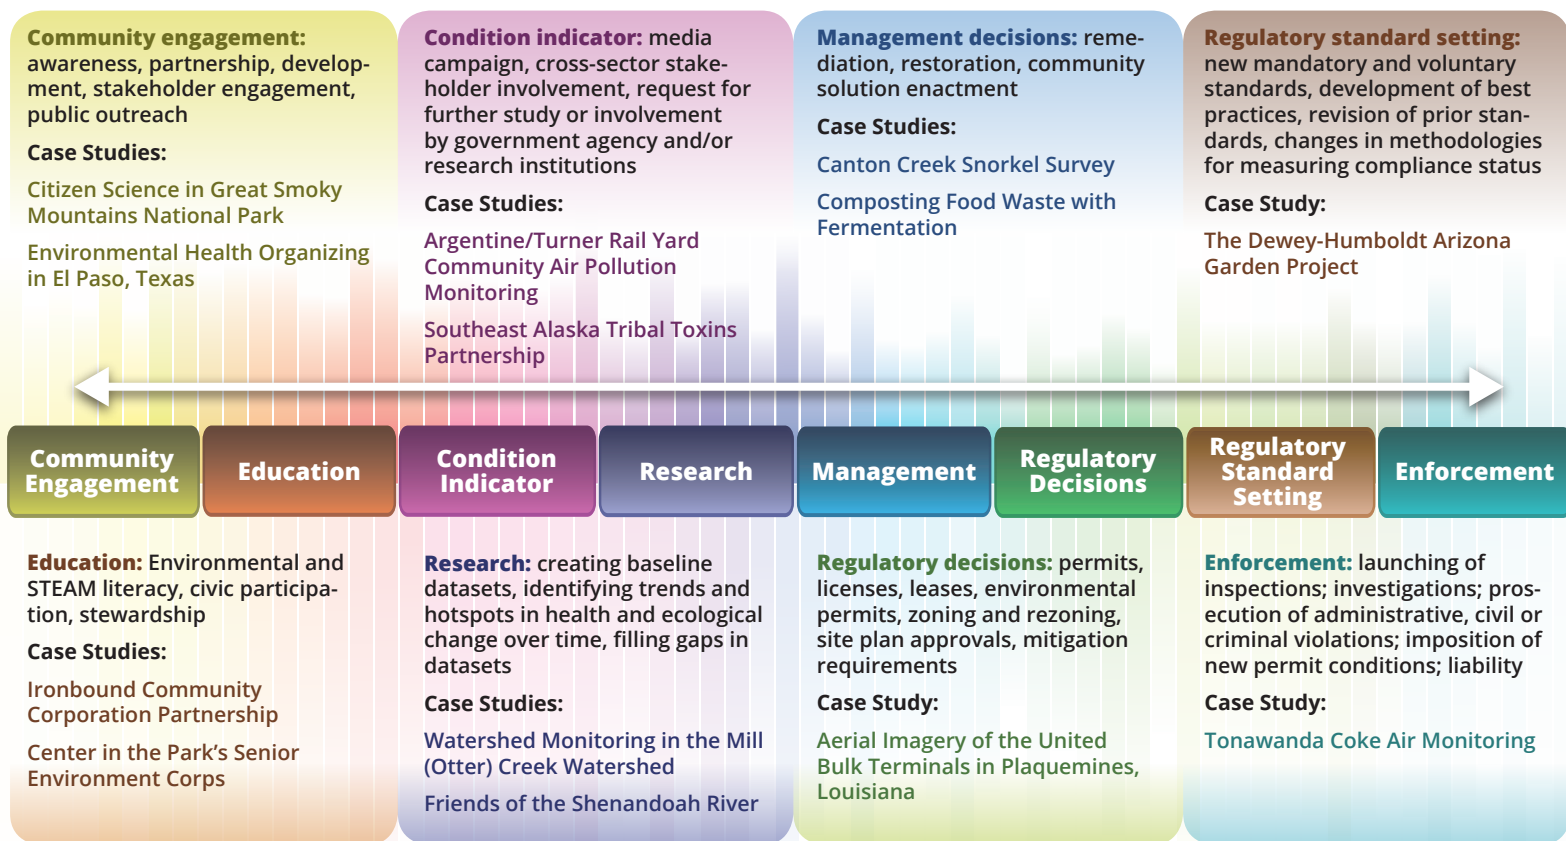 Community engagement:
awareness, partnership, develop-
ment, stakeholder engagement,
public outreach
Case Studies:
Citizen Science in Great Smoky
Mountains National Park
Environmental Health Organizing
in El Paso, Texas
Condition indicator: media
campaign, cross-sector stake-
holder involvement, request for
further study or involvement
by government agency and/or
research institutions
Case Studies:
Argentine/Turner Rail Yard
Community Air Pollution
Monitoring
Southeast Alaska Tribal Toxins
Partnership
Management decisions: reme-
diation, restoration, community
solution enactment
Case Studies:
Canton Creek Snorkel Survey
Composting Food Waste with
Fermentation
Regulatory standard setting:
new mandatory and voluntary
standards, development of best
practices, revision of prior stan-
dards, changes in methodologies
for measuring compliance status
Case Study:
The Dewey-Humboldt Arizona
Garden Project
Community
Engagement
Education
Condition
Indicator
Research
Management
Regulatory
Decisions
Regulatory
Standard
Setting
Enforcement
Education: Environmental and
STEAM literacy, civic participa-
tion, stewardship
Case Studies:
Ironbound Community
Corporation Partnership
Center in the Park's Senior
Environment Corps
Research: creating baseline
datasets, identifying trends and
hotspots in health and ecological
change over time, filling gaps in
datasets
Case Studies:
Watershed Monitoring in the Mill
(Otter) Creek Watershed
Friends of the Shenandoah River
Regulatory decisions: permits,
licenses, leases, environmental
permits, zoning and rezoning,
site plan approvals, mitigation
requirements
Case Study:
Aerial Imagery of the United
Bulk Terminals in Plaquemines,
Louisiana
Enforcement: launching of
inspections; investigations; pros-
ecution of administrative, civil or
criminal violations; imposition of
new permit conditions; liability
Case Study:
Tonawanda Coke Air Monitoring